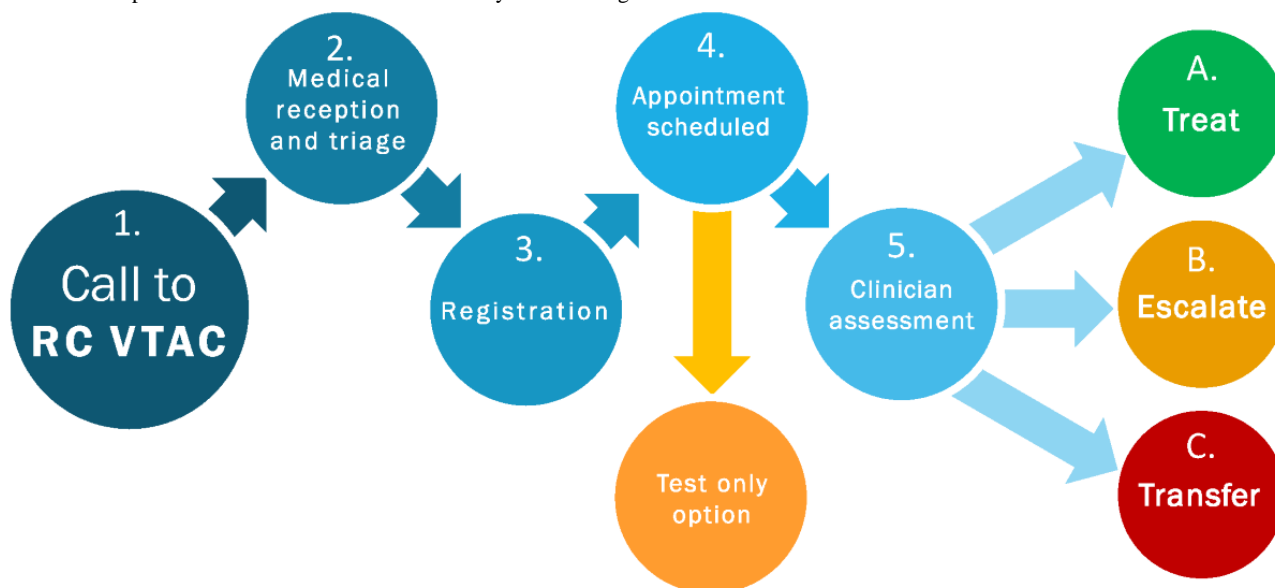 1.
Call to
RC VTAC
2.
Medical
reception
and triage
3.
Registration
4.
Appointment
scheduled
Test only
option
5.
Clinician
assessment
A.
Treat
B.
Escalate
C.
Transfer